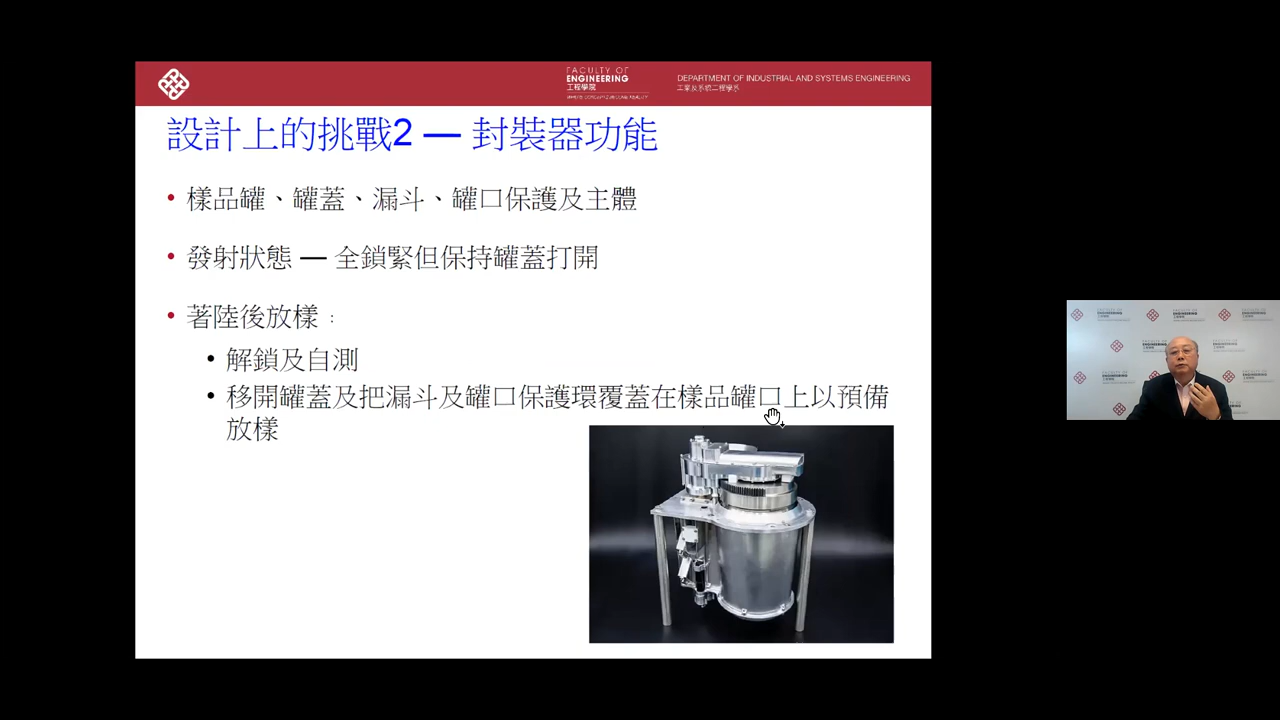 FACULTY OF
ENGINEERING
工程學院
DEPARTMENT OF INDUSTRIAL AND SYSTEMS ENGINEERING
工業及系統工程學系
設計上的挑戰2 — 封裝器功能
• 樣品罐、罐蓋、漏斗、罐口保護及主體
• 發射狀態 — 全鎖緊但保持罐蓋打開
• 著陸後放樣：
• 解鎖及自測
• 移開罐蓋及把漏斗及罐口保護環覆蓋在樣品罐口上以預備
放樣